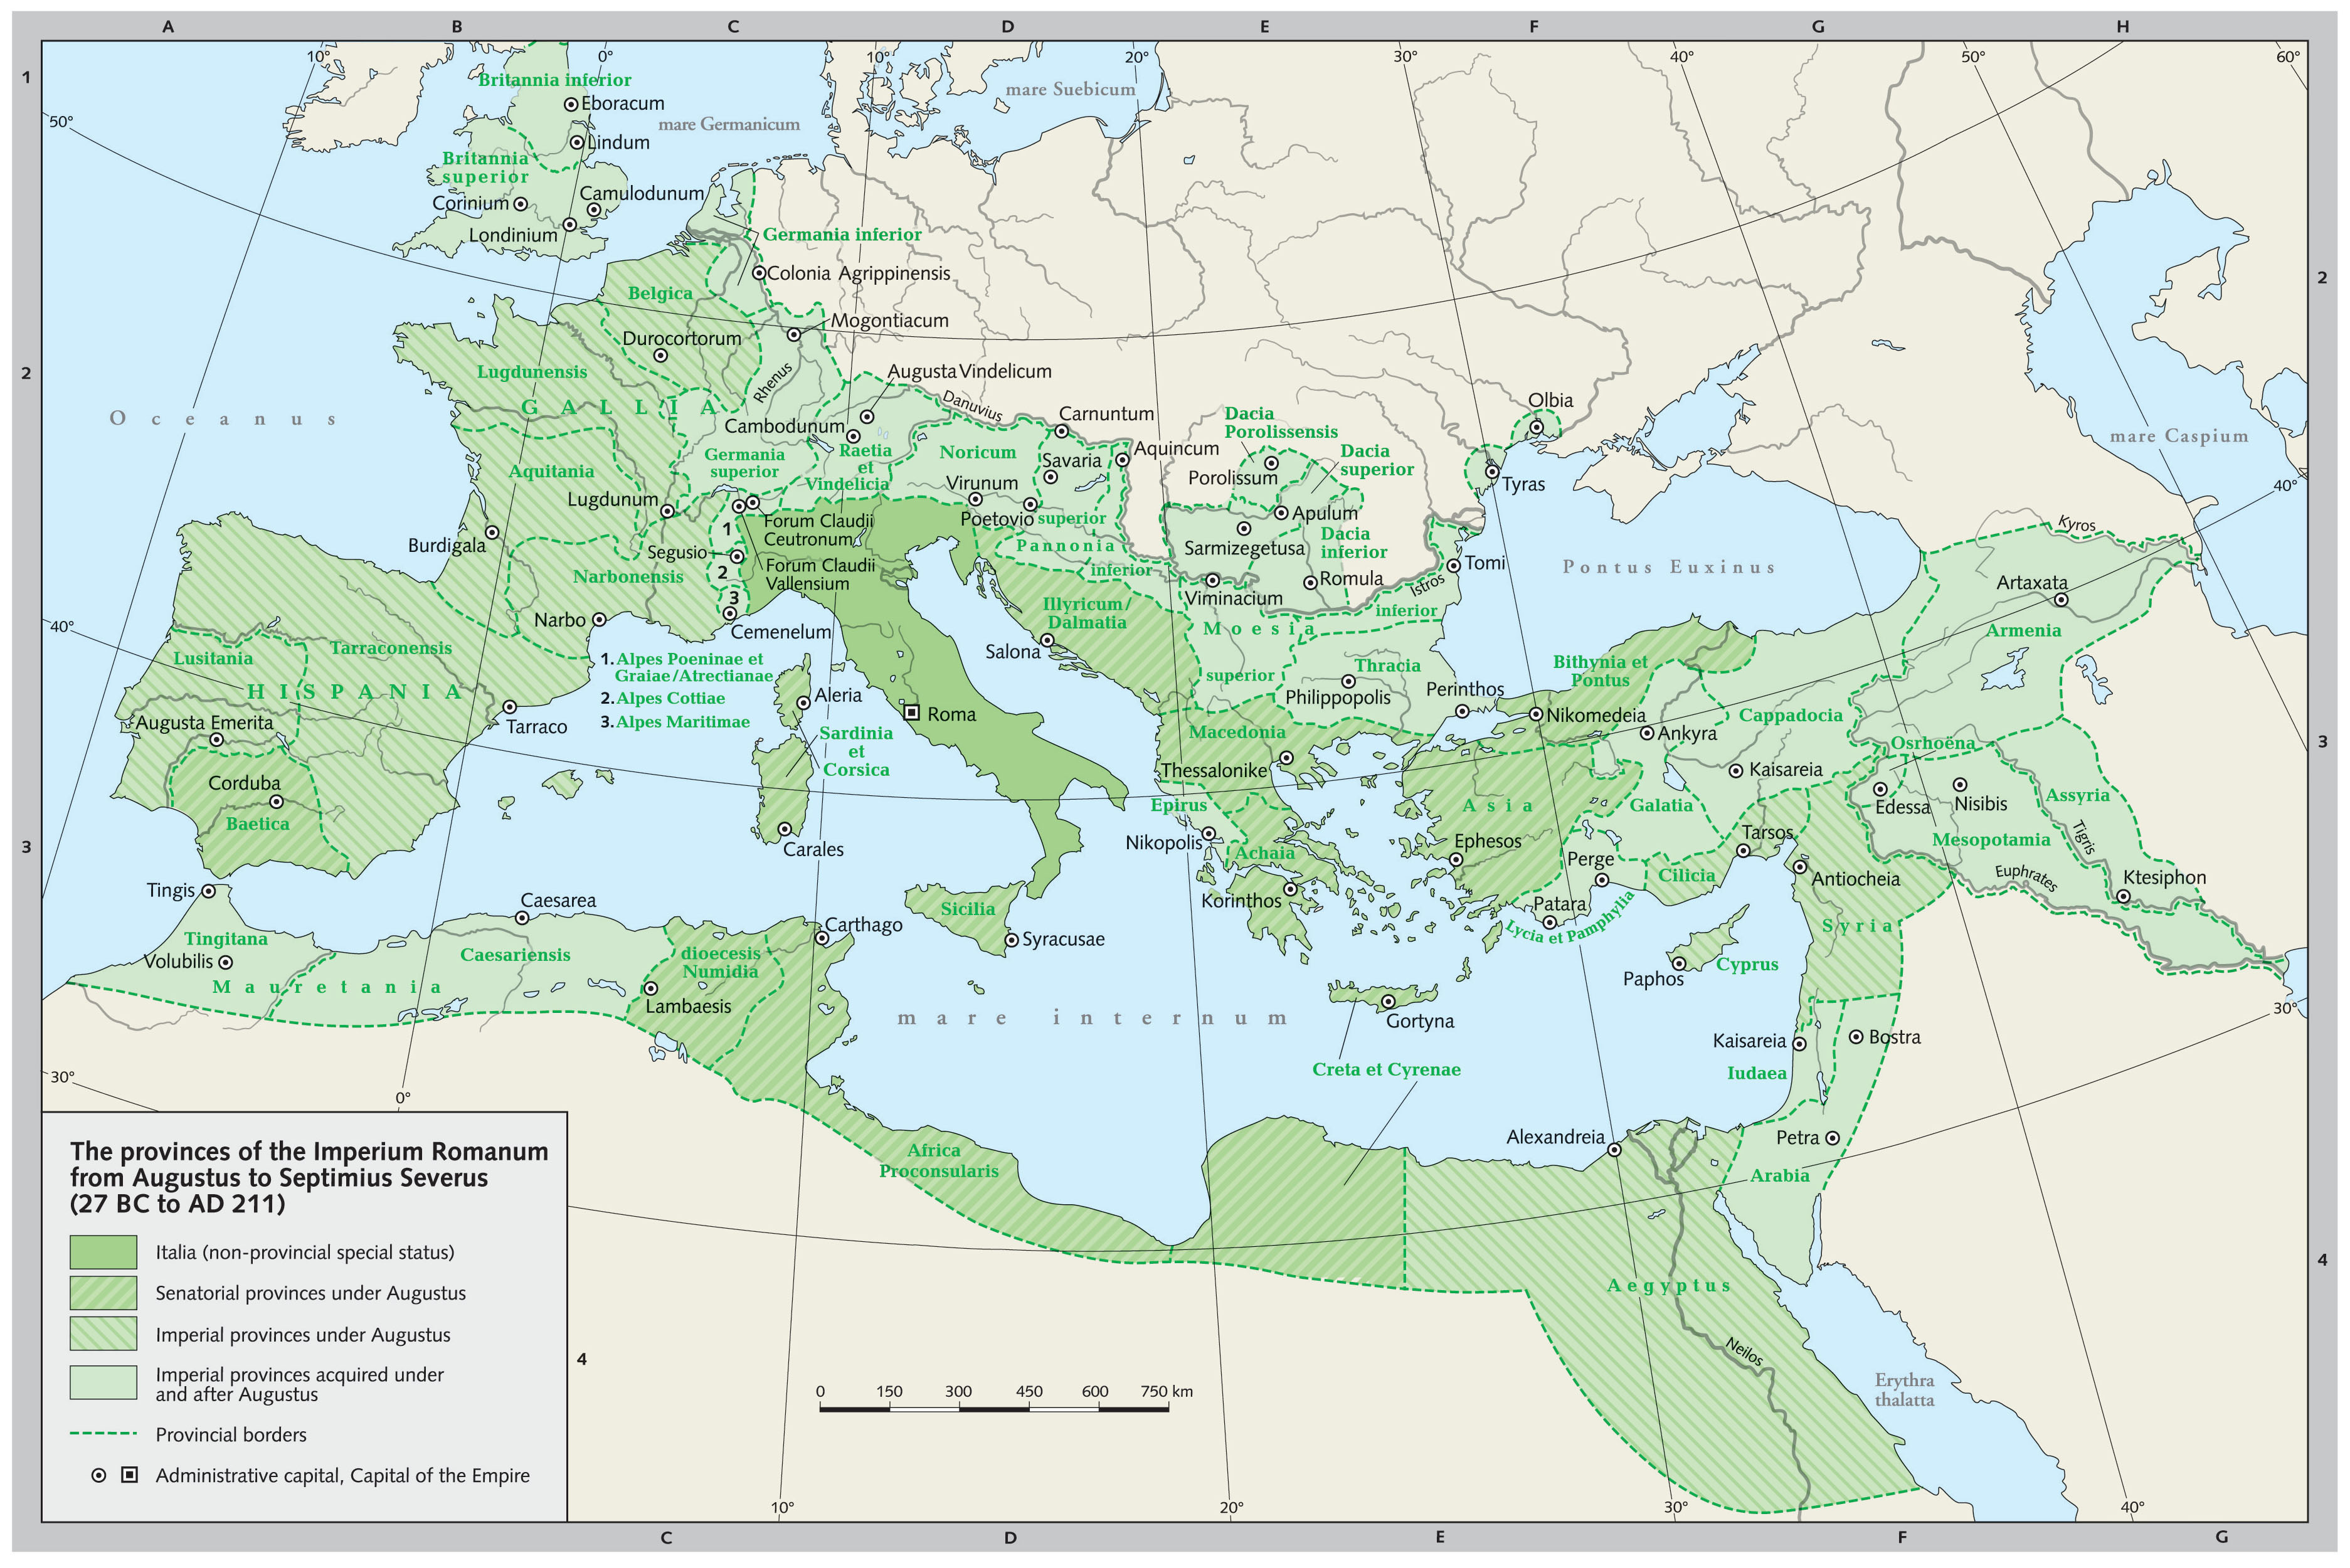 A B C D E F G H
10° 0° 10° 20° 30° 40° 50° 60°
1
Britannia inferior
mare Suebicum
Eboracum
50°
mare Germanicum
Lindum
Britannia
superior
Camulodunum
Corinium
Londinium
Germania inferior
Colonia Agrippinensis
2
Belgica
Mogontiacum
Durocortorum
2
Lugdunensis
Rhenus
Augusta Vindelicum
Danuvius
Olbia
GALLIA
Oceanus
Carnuntum
Dacia
Porolissensis
Cambodunum
mare Caspium
Aquincum
Dacia
superior
Germania
superior
Raetia
et
Vindelicia
Noricum
Savaria
Aquitania
Porolissum
Tyras
Virunum
40°
Lugdunum
Poetovio
superior
Apulum
Forum Claudii
Ceutronum
1
Kyros
Burdigala
Pannonia
Sarmizegetusa
Dacia
inferior
Segusio
2
Forum Claudii
Vallensium
inferior
Tomi
Pontus Euxinus
Narbonensis
Romula
Istros
Artaxata
3
Viminacium
Illyricum/
Dalmatia
inferior
Narbo
40°
Cemenelum
Moesia
Armenia
Salona
Tarraconensis
Lusitania
1. Alpes Poeninae et
Graiae/Atrectianae
2. Alpes Cottiae
3. Alpes Maritimae
Thracia
superior
Bithynia et
Pontus
HISPANIA
Aleria
Philippopolis
Perinthos
Roma
Tarraco
Augusta Emerita
Nikomedeia
Cappadocia
Sardinia
et
Corsica
Macedonia
Ankyra
Osrhoëna
3
Thessalonike
Kaisareia
Corduba
Epirus
Asia
Galatia
Edessa
Nisibis
Assyria
Baetica
Nikopolis
Ephesos
Tarsos
Mesopotamia
Tigris
3
Carales
Achaia
Perge
Cilicia
Antiocheia
Euphrates
Ktesiphon
Tingis
Caesarea
Sicilia
Korinthos
Patara
Lycia et Pamphylia
Carthago
Syria
Tingitana
Caesariensis
dioecesis
Numidia
Syracusae
Volubilis
Cyprus
Paphos
Mauretania
Lambaesis
mare internum
Gortyna
30°
Kaisareia
Bostra
Creta et Cyrenae
Iudaea
30°
0°
Alexandreia
Petra
Africa
Proconsularis
Arabia
The provinces of the Imperium Romanum
from Augustus to Septimius Severus
(27 BC to AD 211)
Italia (non-provincial special status)
Senatorial provinces under Augustus
Imperial provinces under Augustus
Imperial provinces acquired under
and after Augustus
Provincial borders
Administrative capital, Capital of the Empire
4
Aegyptus
4
Neilos
Erythra
thalatta
0 150 300 450 600 750 km
10° 20° 30° 40°
C D E F G